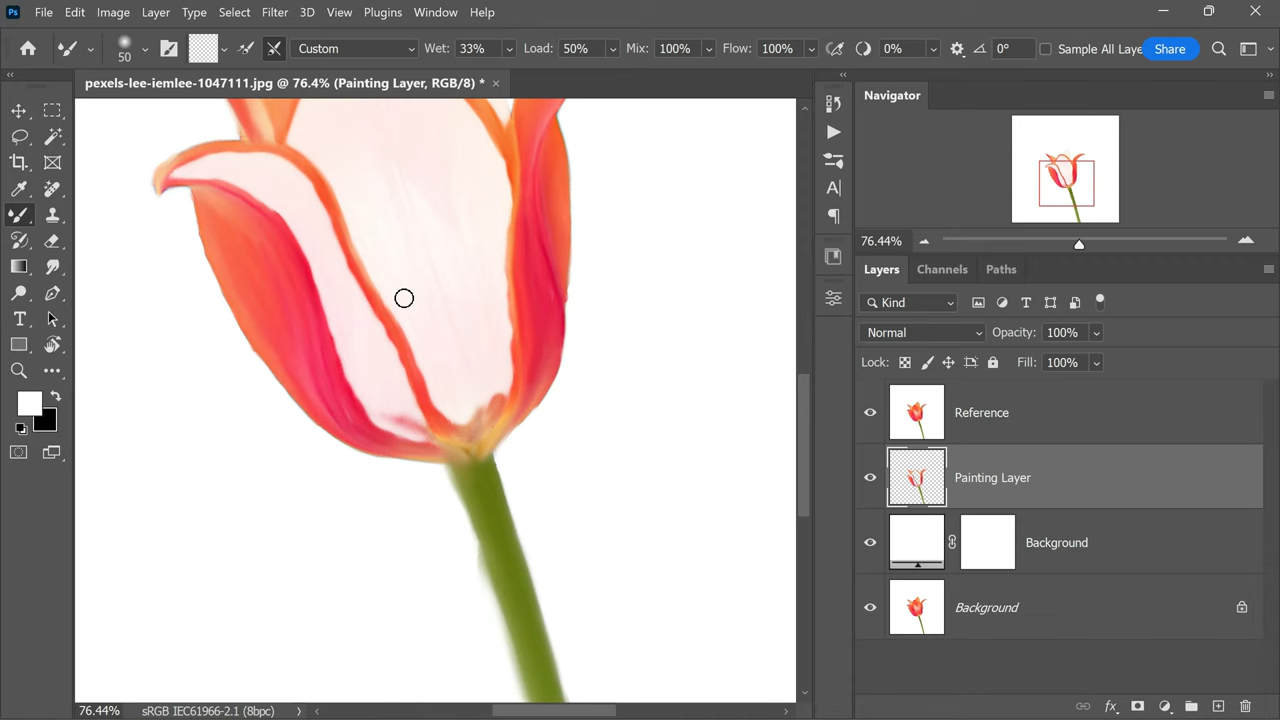 Ps File Edit Image Layer Type Select Filter 3D View Plugins Window Help
50 Custom Wet: 33% Load: 50% Mix: 100% Flow: 100% 0% 0° Sample All Laye Share
pexels-lee-iemlee-1047111.jpg @ 76.4% (Painting Layer, RGB/8) *
Navigator
76.44%
Layers Channels Paths
Kind
Normal Opacity: 100%
Lock: Fill: 100%
Reference
Painting Layer
Background
Background
76.44% sRGB IEC61966-2.1 (8bpc)